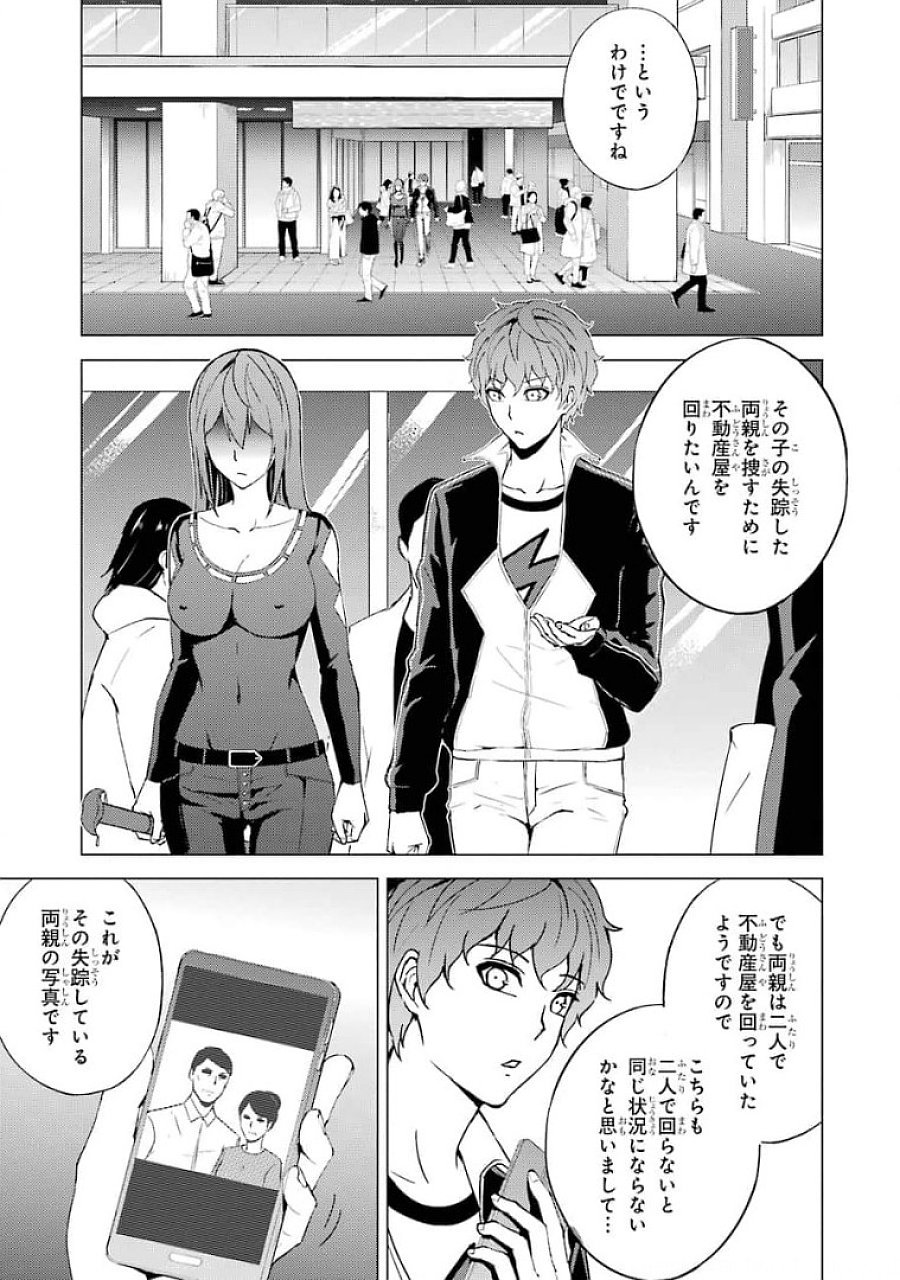 …という
わけでですね
その子の失踪した
両親を捜すために
不動産屋を
回りたいんです
でも両親は二人で
不動産屋を回っていた
ようですので
こちらも
二人で回らないと
同じ状況にならない
かなと思いまして…
これが
その失踪している
両親の写真です